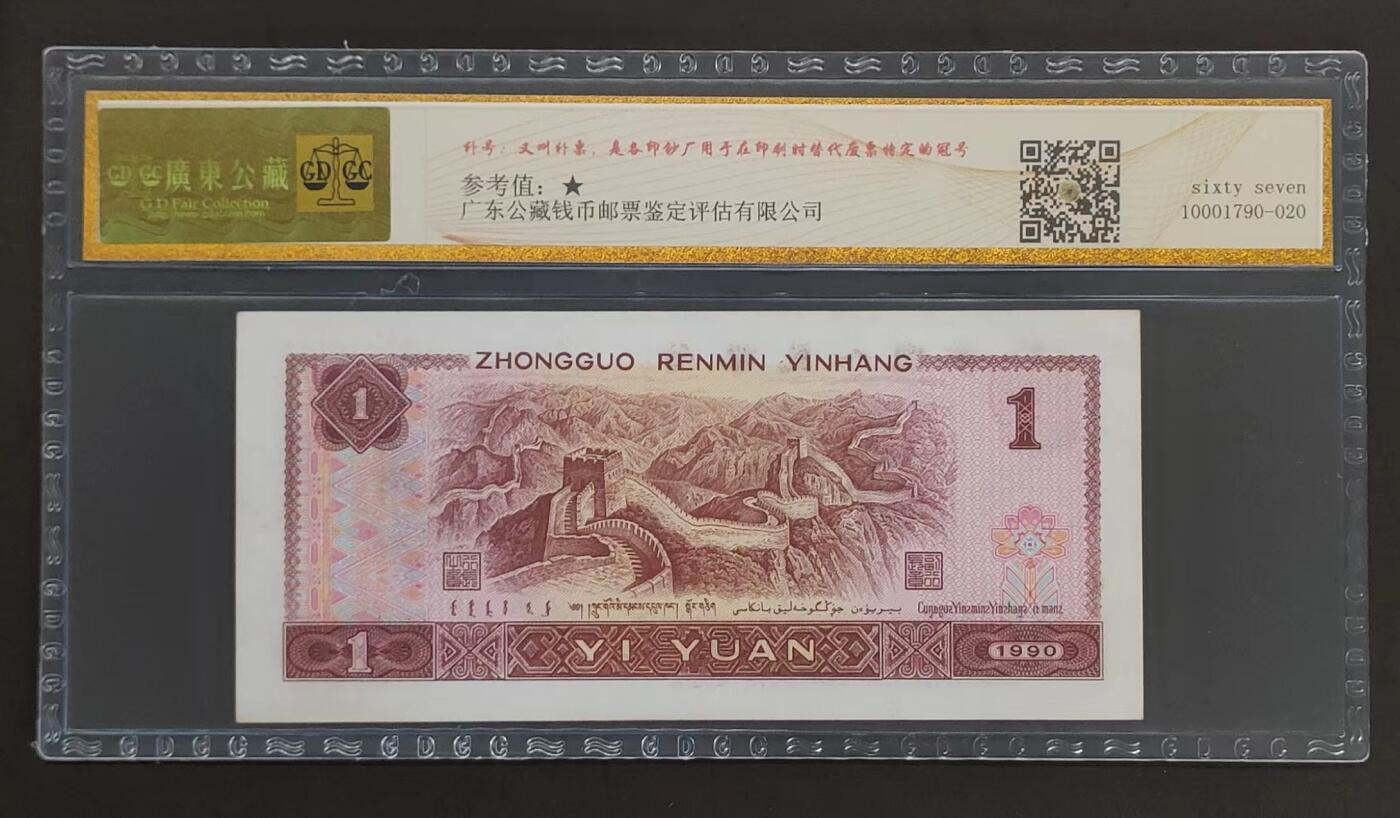 GD GC廣東公藏
G D Fair Collection
GD GC
补号：又叫补票，是各印钞厂用于在印刷时替代废票特定的冠号
参考值：★
广东公藏钱币邮票鉴定评估有限公司
sixty seven
10001790-020
ZHONGGUO RENMIN YINHANG
1
1
1
YI YUAN
1990